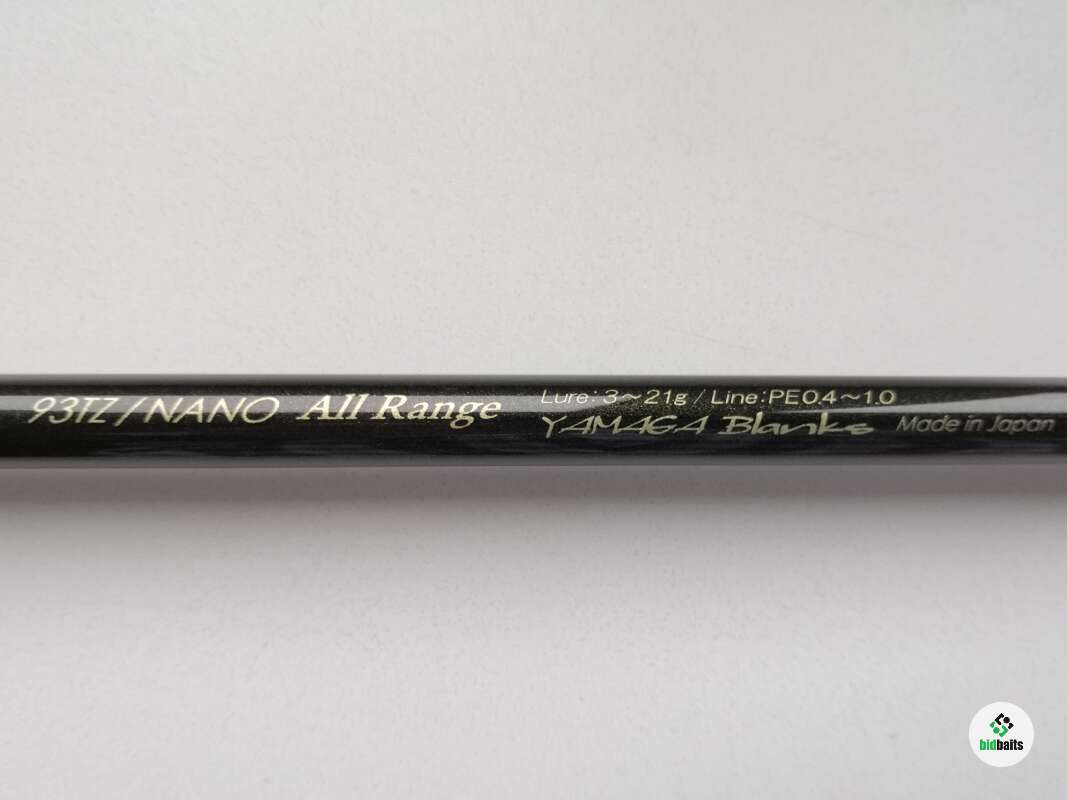 93TZ/NANO All Range
Lure: 3~21g / Line:PE0.4~1.0
YAMAGA Blanks Made in Japan
bidbaits